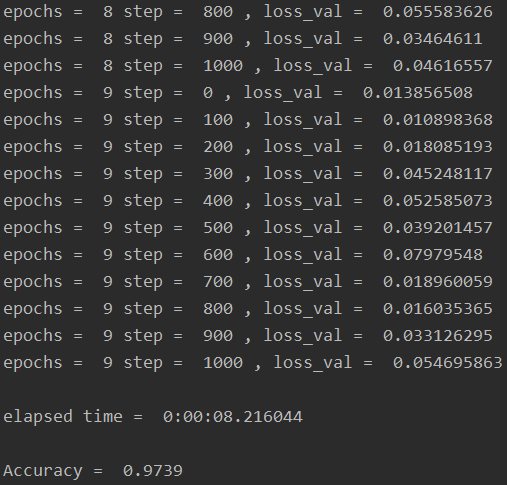 epochs =  8 step =  800 , loss_val =  0.055583626
epochs =  8 step =  900 , loss_val =  0.03464611
epochs =  8 step =  1000 , loss_val =  0.04616557
epochs =  9 step =  0 , loss_val =  0.013856508
epochs =  9 step =  100 , loss_val =  0.010898368
epochs =  9 step =  200 , loss_val =  0.018085193
epochs =  9 step =  300 , loss_val =  0.045248117
epochs =  9 step =  400 , loss_val =  0.052585073
epochs =  9 step =  500 , loss_val =  0.039201457
epochs =  9 step =  600 , loss_val =  0.07979548
epochs =  9 step =  700 , loss_val =  0.018960059
epochs =  9 step =  800 , loss_val =  0.016035365
epochs =  9 step =  900 , loss_val =  0.033126295
epochs =  9 step =  1000 , loss_val =  0.054695863
elapsed time =  0:00:08.216044
Accuracy =  0.9739